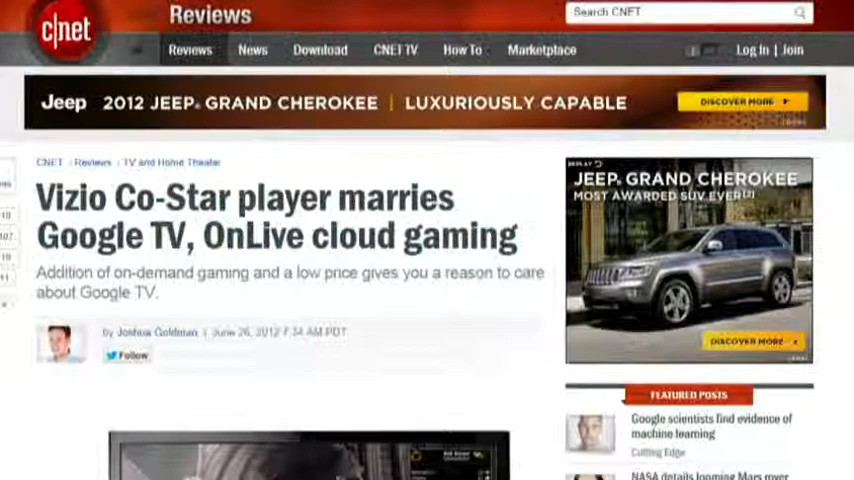 c|net
Reviews
Search CNET
Reviews News Download CNET TV How To Marketplace
Log In | Join
Jeep 2012 JEEP® GRAND CHEROKEE | LUXURIOUSLY CAPABLE
DISCOVER MORE
CNET Reviews TV and Home Theater
Vizio Co-Star player marries
Google TV, OnLive cloud gaming
Addition of on-demand gaming and a low price gives you a reason to care
about Google TV.
by Joshua Goldman | June 26, 2012 7:34 AM PDT
Follow
REPLAY
JEEP® GRAND CHEROKEE
MOST AWARDED SUV EVER
DISCOVER MORE
FEATURED POSTS
Google scientists find evidence of
machine learning
Cutting Edge
NASA details looming Mars rover